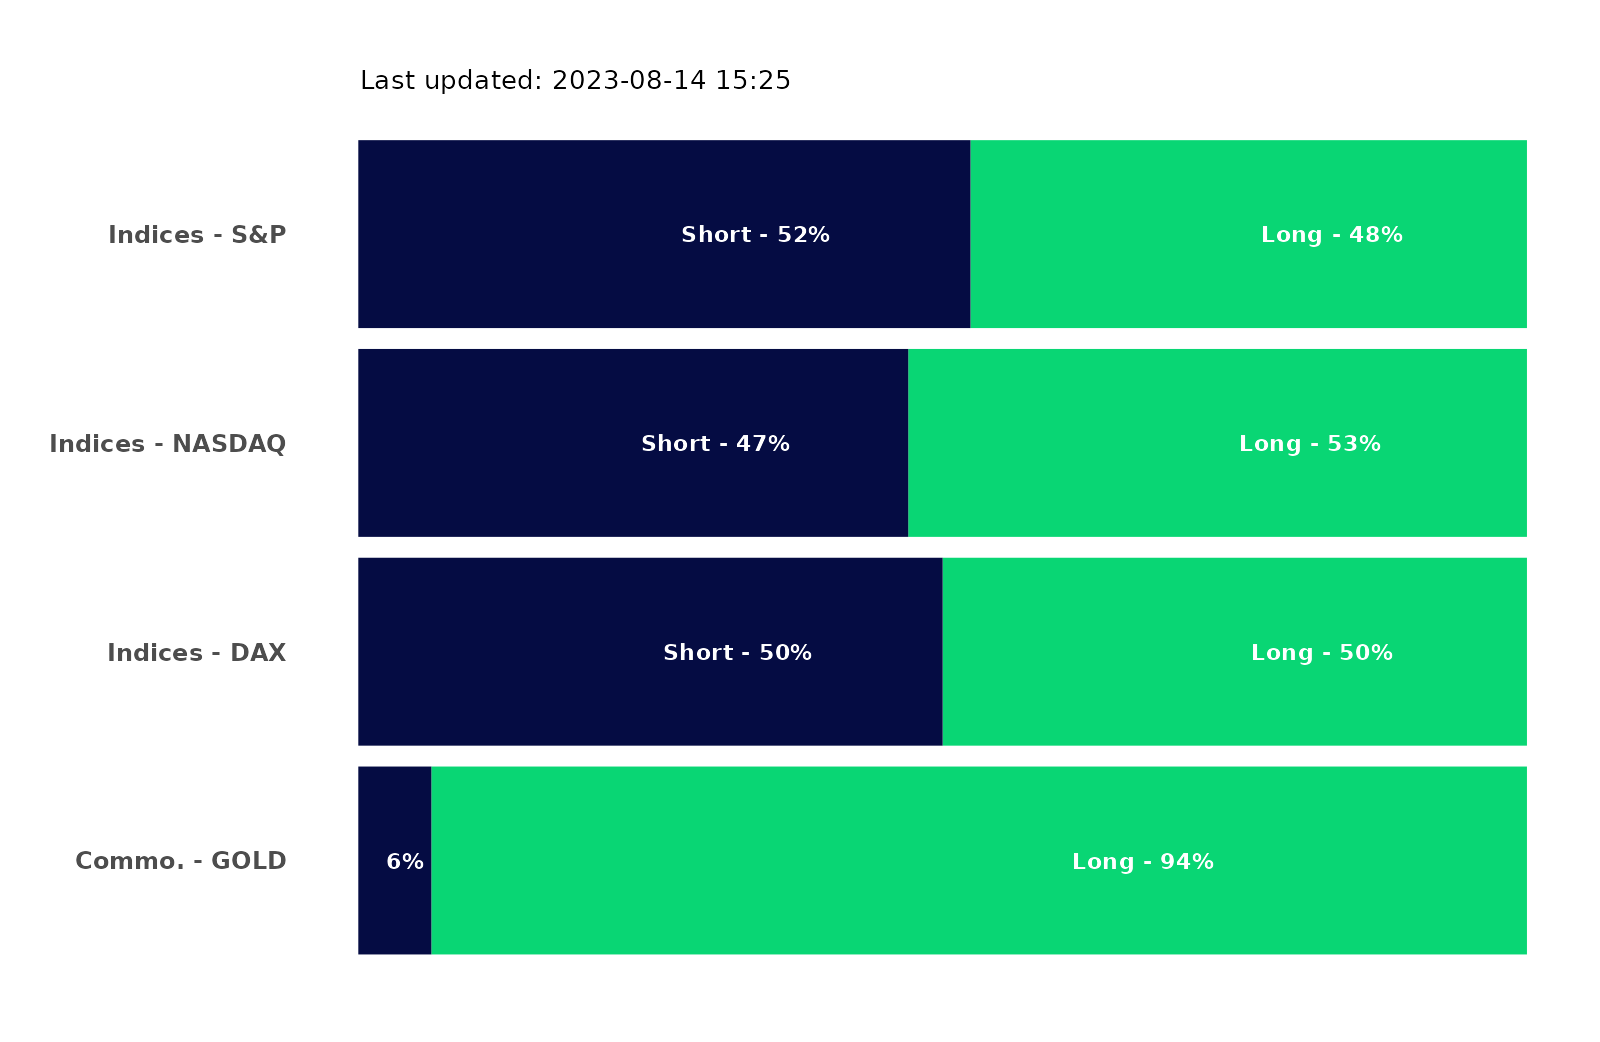 Last updated: 2023-08-14 15:25
Indices - S&P Short - 52% Long - 48%
Indices - NASDAQ Short - 47% Long - 53%
Indices - DAX Short - 50% Long - 50%
Commo. - GOLD 6% Long - 94%